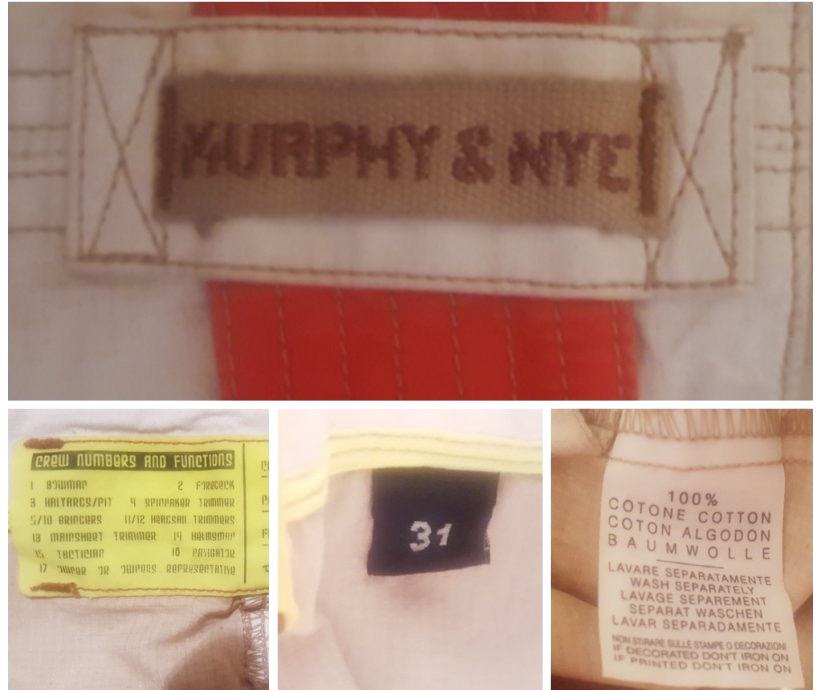 MURPHY & NYE
CREW NUMBERS AND FUNCTIONS
1 BOWMAN 2 FOREDECK
3 HALYARDS/PIT 4 SPINNAKER TRIMMER
5/10 GRINDERS 11/12 HEADSAIL TRIMMERS
13 MAINSHEET TRIMMER 14 HELMSMAN
15 TACTICIAN 16 NAVIGATOR
17 OWNER OR OWNERS REPRESENTATIVE
31
100%
COTONE COTTON
COTON ALGODON
BAUMWOLLE
LAVARE SEPARATAMENTE
WASH SEPARATELY
LAVAGE SEPAREMENT
SEPARAT WASCHEN
LAVAR SEPARADAMENTE
NON STIRARE SULLE STAMPE O DECORAZIONI
IF DECORATED DON'T IRON ON
IF PRINTED DON'T IRON ON